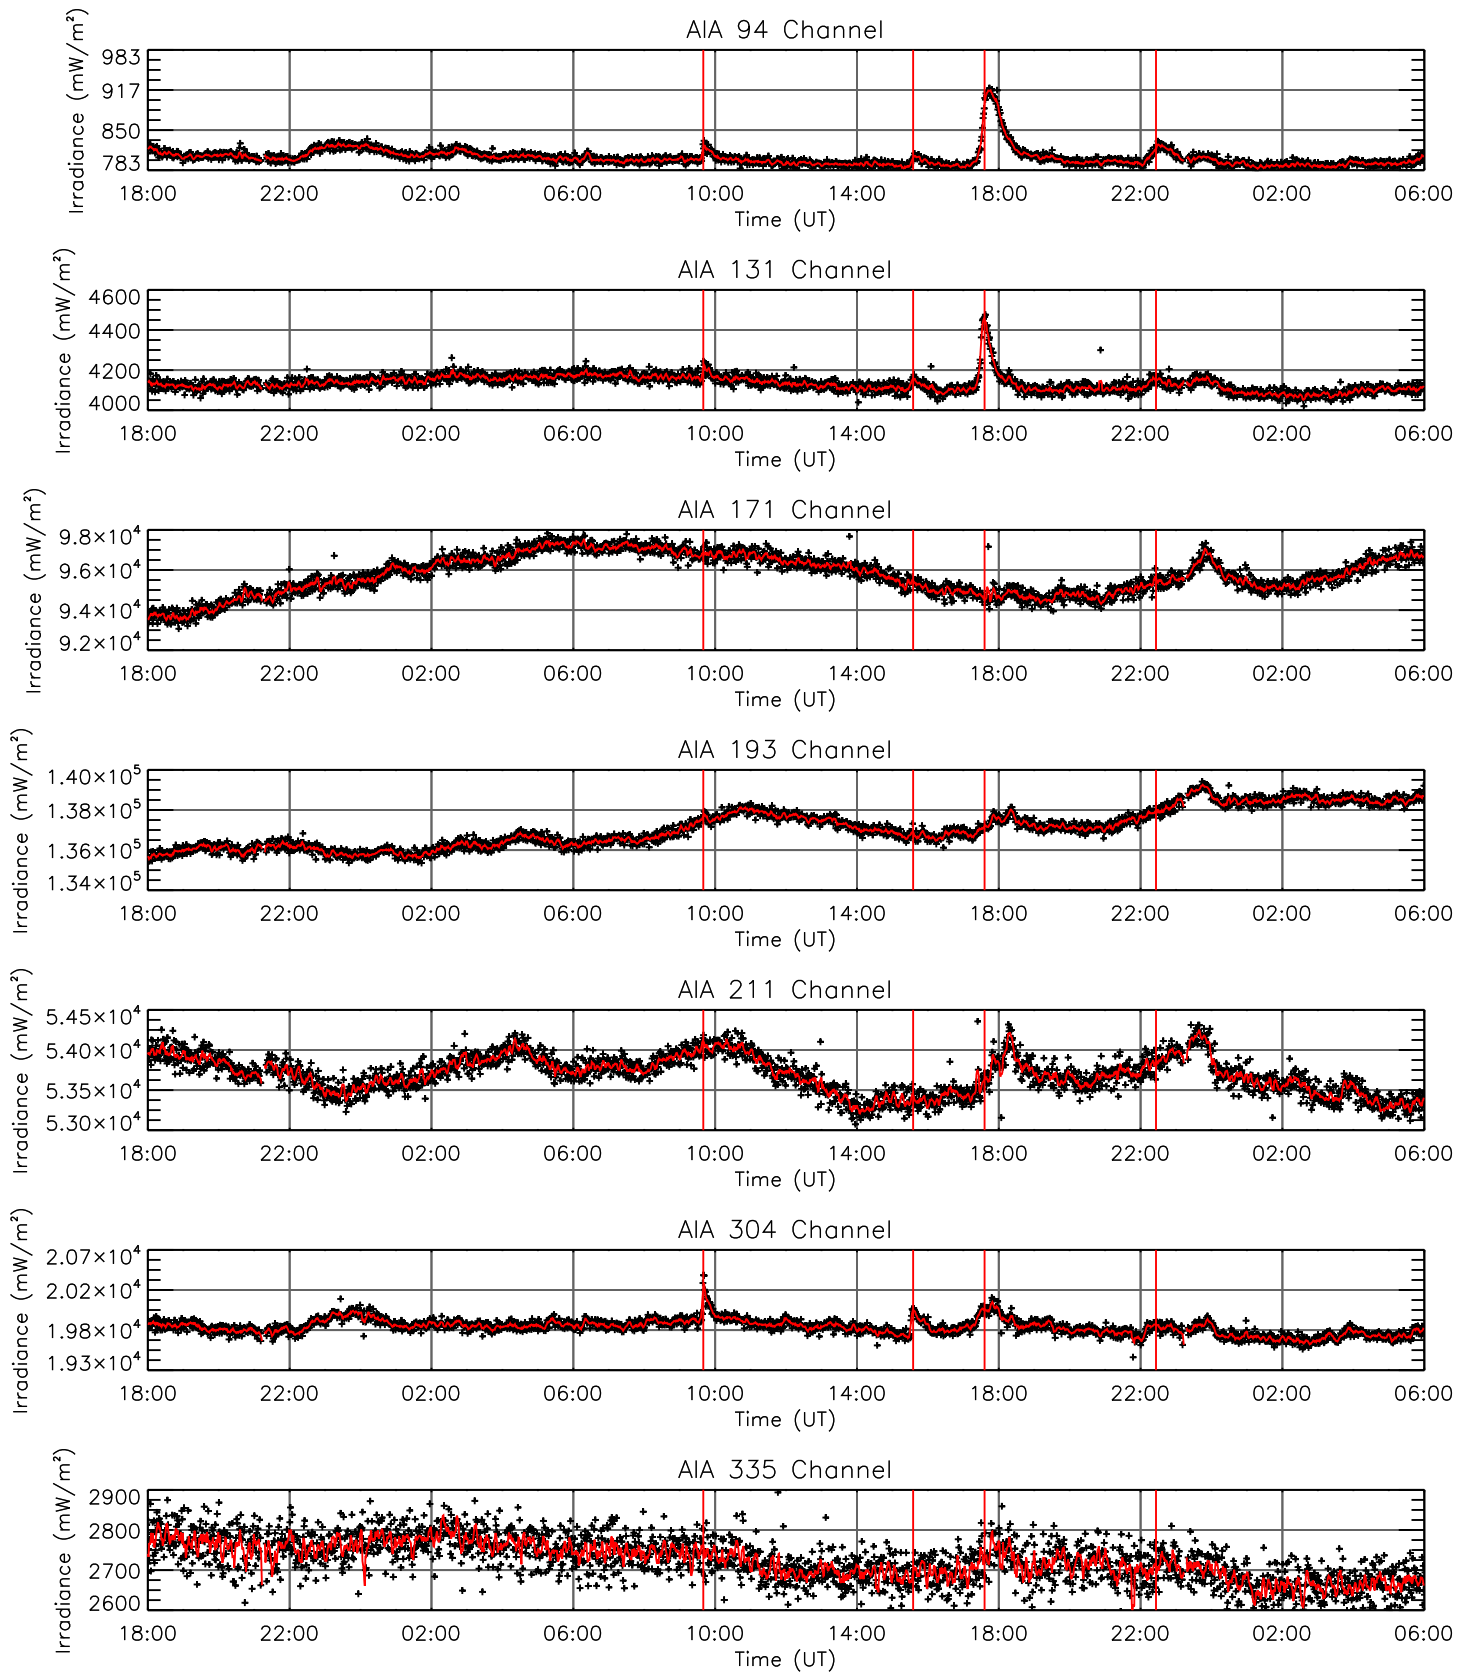 AIA 94 Channel
Irradiance (mW/m²)
983
917
850
783
18:00 22:00 02:00 06:00 10:00 14:00 18:00 22:00 02:00 06:00
Time (UT)
AIA 131 Channel
Irradiance (mW/m²)
4600
4400
4200
4000
18:00 22:00 02:00 06:00 10:00 14:00 18:00 22:00 02:00 06:00
Time (UT)
AIA 171 Channel
Irradiance (mW/m²)
9.8×10⁴
9.6×10⁴
9.4×10⁴
9.2×10⁴
18:00 22:00 02:00 06:00 10:00 14:00 18:00 22:00 02:00 06:00
Time (UT)
AIA 193 Channel
Irradiance (mW/m²)
1.40×10⁵
1.38×10⁵
1.36×10⁵
1.34×10⁵
18:00 22:00 02:00 06:00 10:00 14:00 18:00 22:00 02:00 06:00
Time (UT)
AIA 211 Channel
Irradiance (mW/m²)
5.45×10⁴
5.40×10⁴
5.35×10⁴
5.30×10⁴
18:00 22:00 02:00 06:00 10:00 14:00 18:00 22:00 02:00 06:00
Time (UT)
AIA 304 Channel
Irradiance (mW/m²)
2.07×10⁴
2.02×10⁴
1.98×10⁴
1.93×10⁴
18:00 22:00 02:00 06:00 10:00 14:00 18:00 22:00 02:00 06:00
Time (UT)
AIA 335 Channel
Irradiance (mW/m²)
2900
2800
2700
2600
18:00 22:00 02:00 06:00 10:00 14:00 18:00 22:00 02:00 06:00
Time (UT)